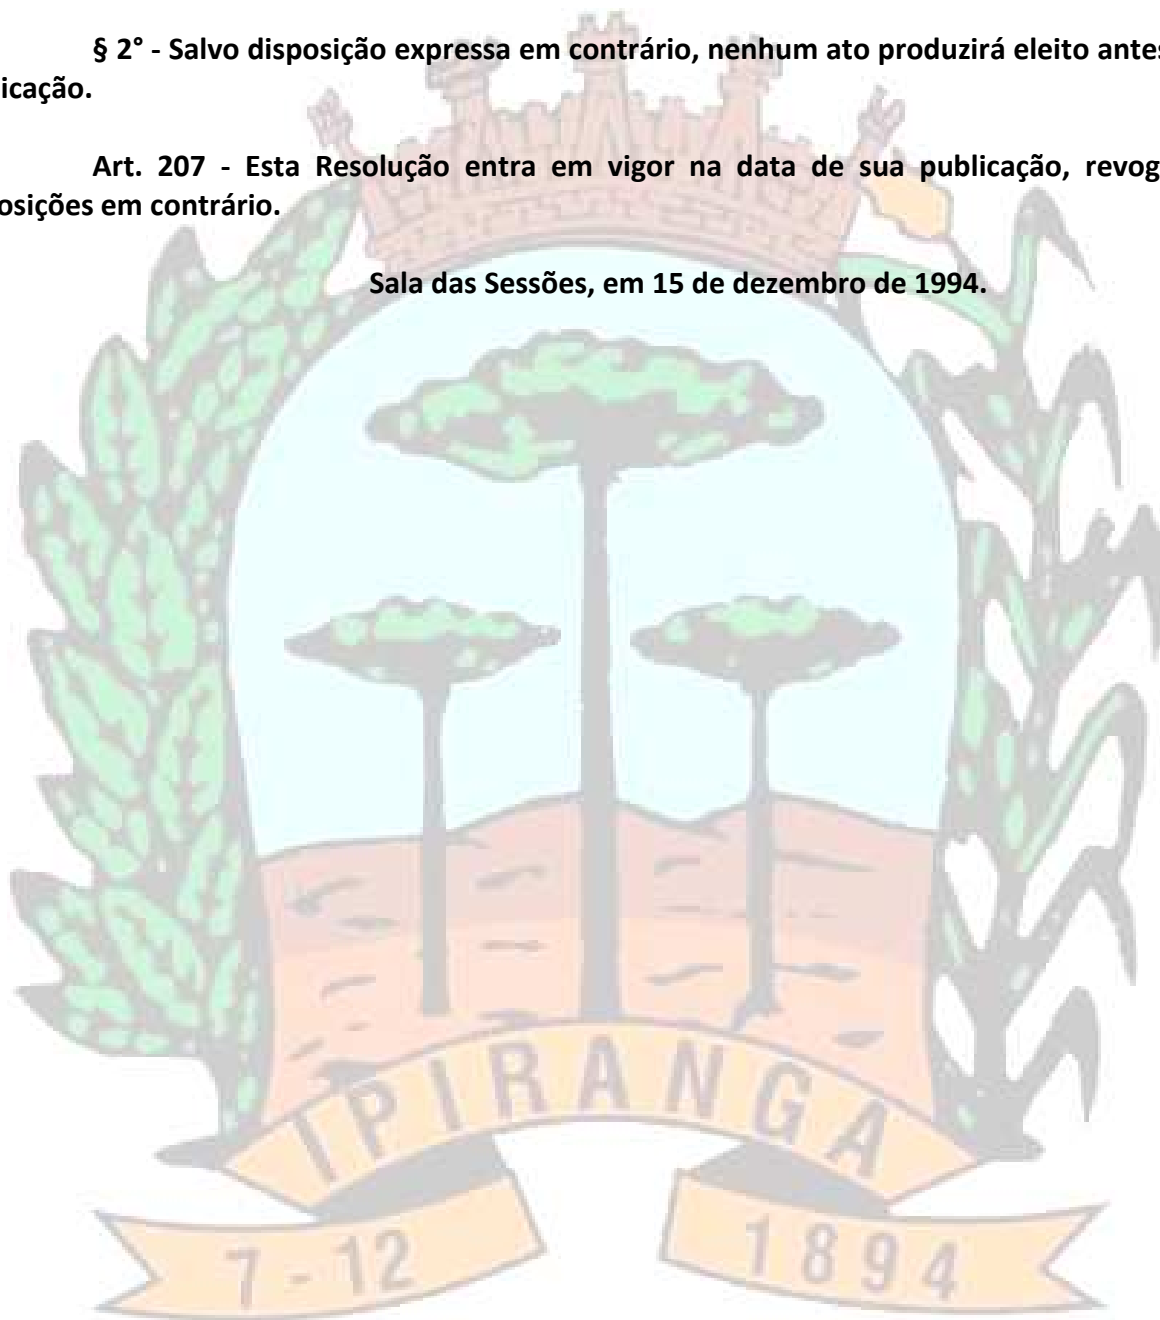 § 2° - Salvo disposição expressa em contrário, nenhum ato produzirá eleito antes
icação.
Art. 207 - Esta Resolução entra em vigor na data de sua publicação, revog
osições em contrário.
Sala das Sessões, em 15 de dezembro de 1994.
IPIRANGA
7 - 12
1894